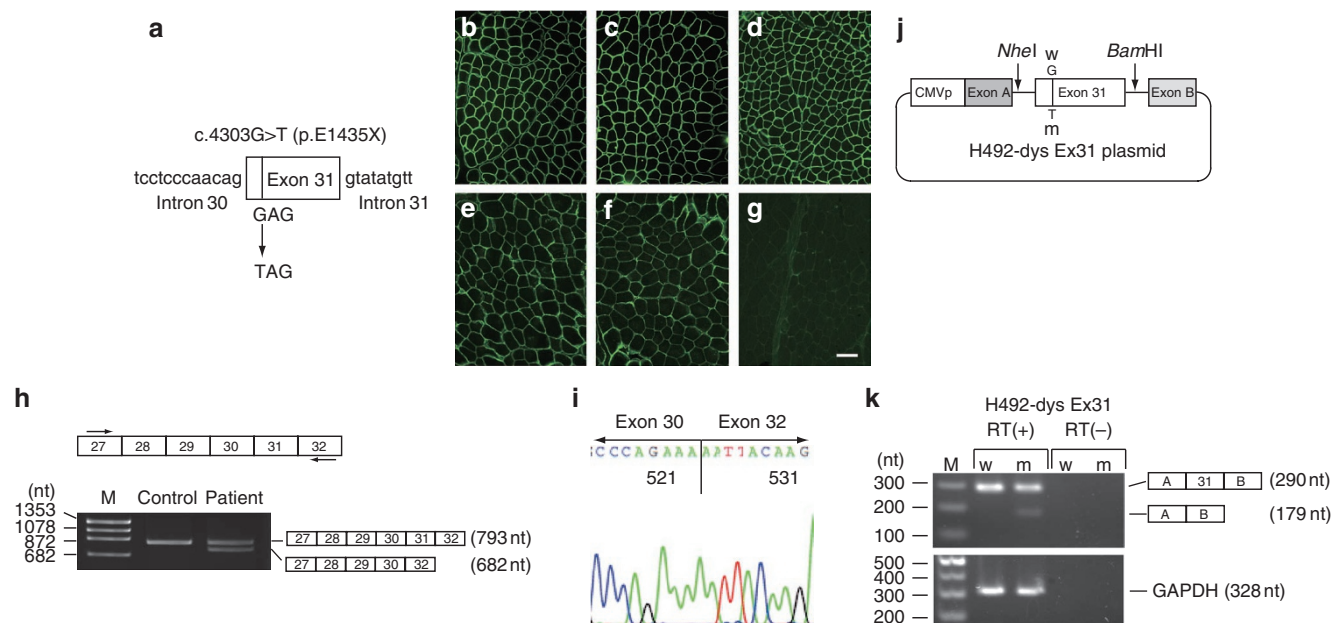 a
c.4303G>T (p.E1435X)
tcctcccaacag
Exon 31
gtatatgtt
Intron 30
Intron 31
GAG
TAG
b
c
d
e
f
g
h
27 28 29 30 31 32
(nt)
M Control Patient
1353
1078
872
682
27 28 29 30 31 32 (793 nt)
27 28 29 30 32 (682 nt)
i
Exon 30 Exon 32
CCCAGAAAAATTACAAG
521 531
j
NheI
w
BamHI
G
CMVp Exon A Exon 31 Exon B
T
m
H492-dys Ex31 plasmid
k
H492-dys Ex31
RT(+) RT(–)
(nt) M w m w m
300
200
100
A 31 B (290 nt)
A B (179 nt)
500
400
300
200
GAPDH (328 nt)